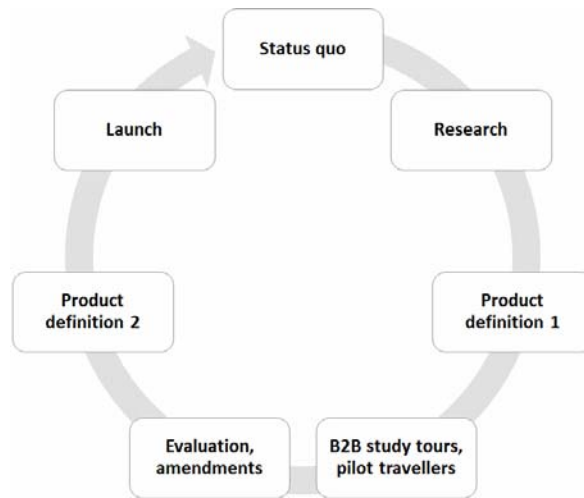 Status quo
Research
Product
definition 1
B2B study tours,
pilot travellers
Evaluation,
amendments
Product
definition 2
Launch